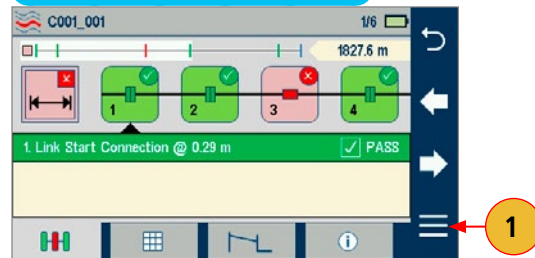 C001_001 1/6
1827.6 m
1 2 3 4
1. Link Start Connection @ 0.29 m PASS
1